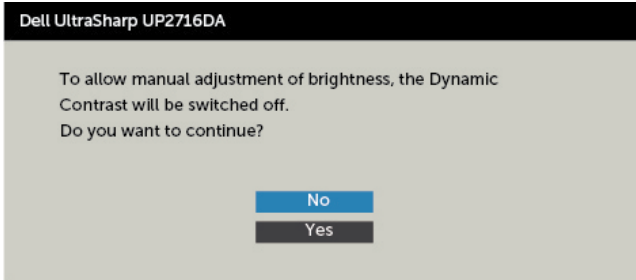 Dell UltraSharp UP2716DA
To allow manual adjustment of brightness, the Dynamic
Contrast will be switched off.
Do you want to continue?
No
Yes